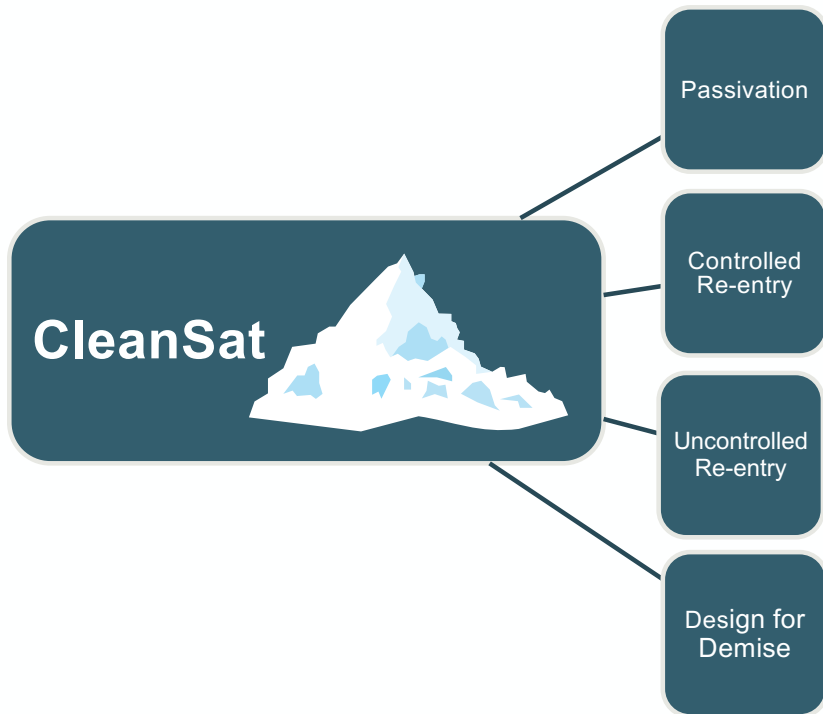 CleanSat
Passivation
Controlled
Re-entry
Uncontrolled
Re-entry
Design for
Demise